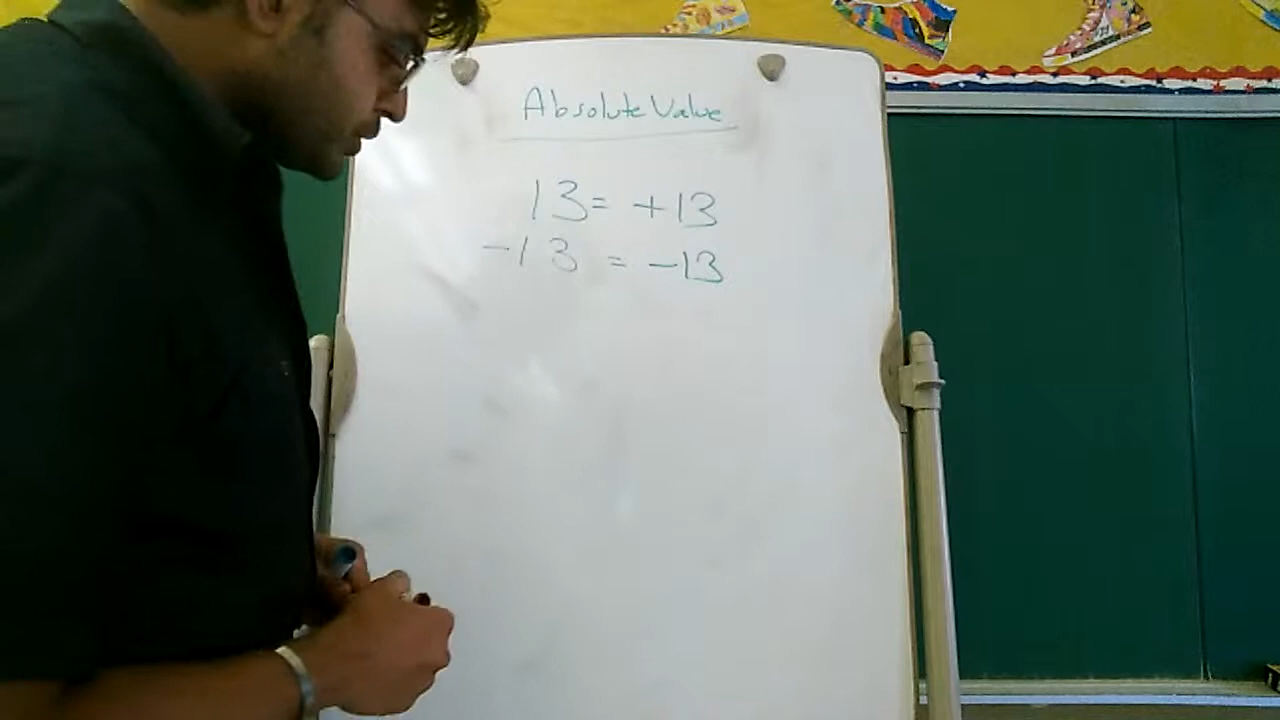 Absolute Value
13 = +13
-13 = -13